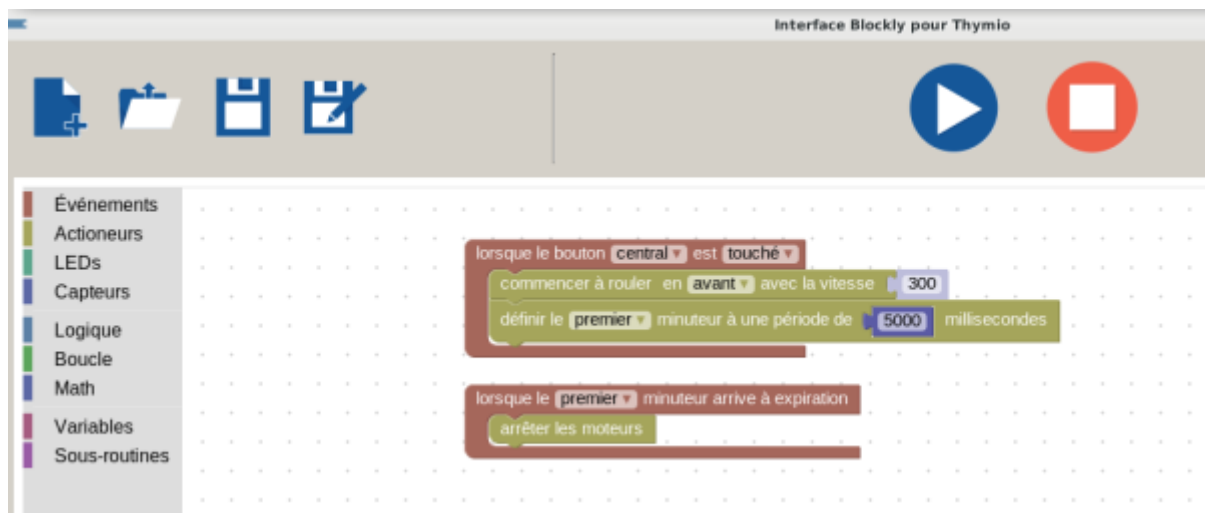 Interface Blockly pour Thymio
Événements
Actioneurs
LEDs
Capteurs
Logique
Boucle
Math
Variables
Sous-routines
lorsque le bouton central est touché
commencer à rouler en avant avec la vitesse 300
définir le premier minuteur à une période de 5000 millisecondes
lorsque le premier minuteur arrive à expiration
arrêter les moteurs